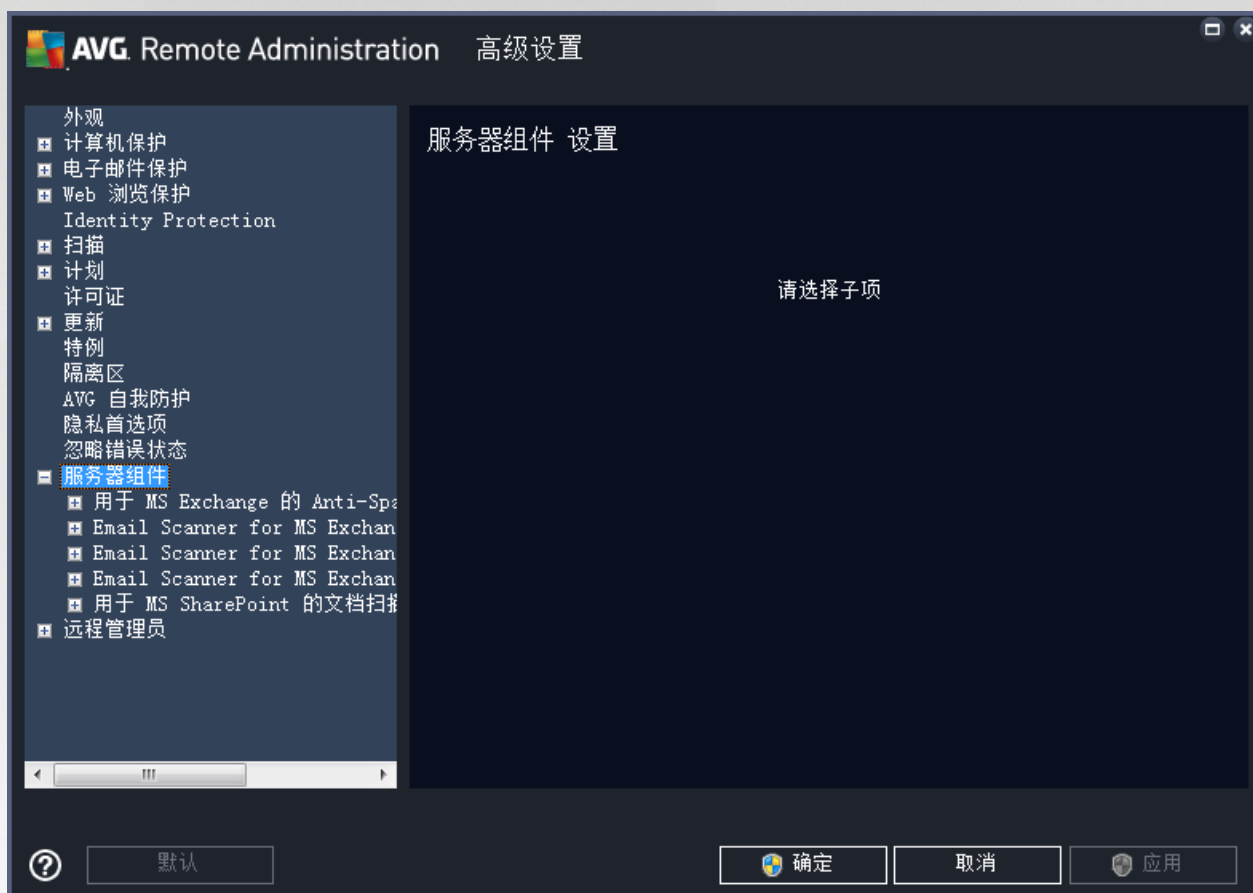 AVG. Remote Administration 高级设置
外观
计算机保护
电子邮件保护
Web 浏览保护
Identity Protection
扫描
计划
许可证
更新
特例
隔离区
AVG 自我防护
隐私首选项
忽略错误状态
服务器组件
用于 MS Exchange 的 Anti-Spa
Email Scanner for MS Exchan
Email Scanner for MS Exchan
Email Scanner for MS Exchan
用于 MS SharePoint 的文档扫描
远程管理员
服务器组件 设置
请选择子项
默认
确定
取消
应用